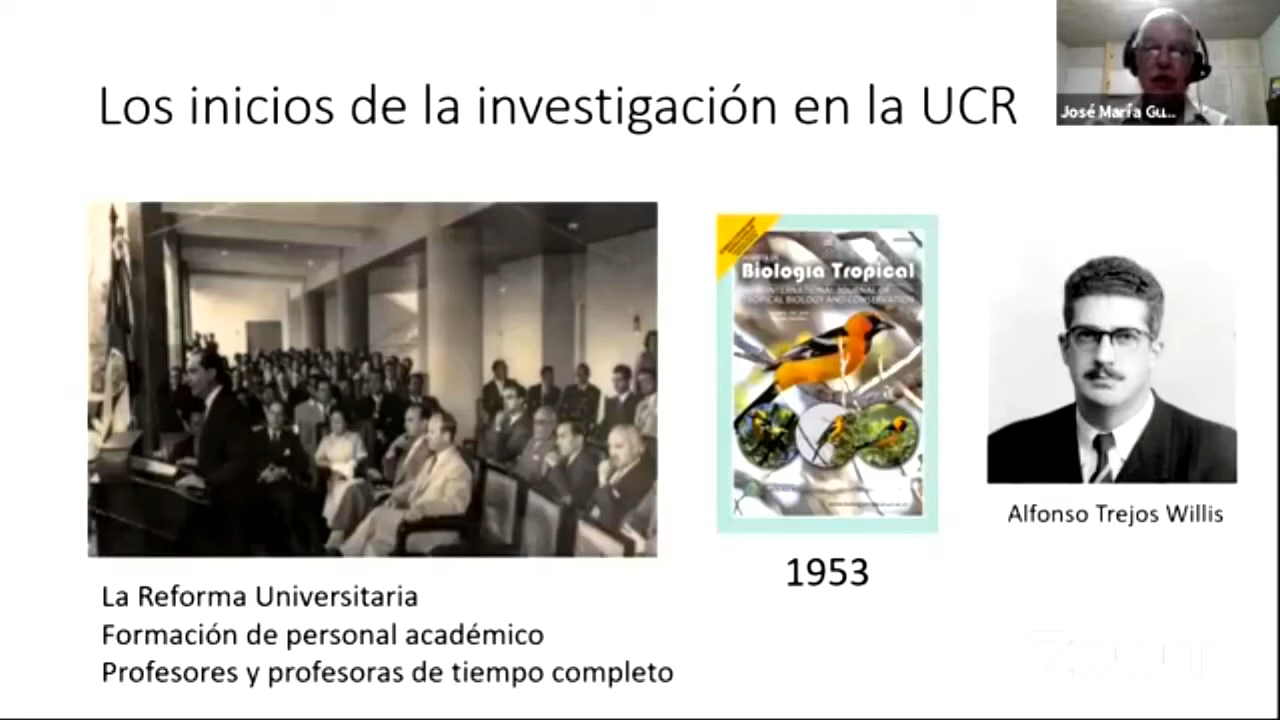 Los inicios de la investigación en la UCR
José María Gu...
Biología Tropical
INTERNATIONAL JOURNAL OF
TROPICAL BIOLOGY AND CONSERVATION
Alfonso Trejos Willis
1953
La Reforma Universitaria
Formación de personal académico
Profesores y profesoras de tiempo completo
zoom